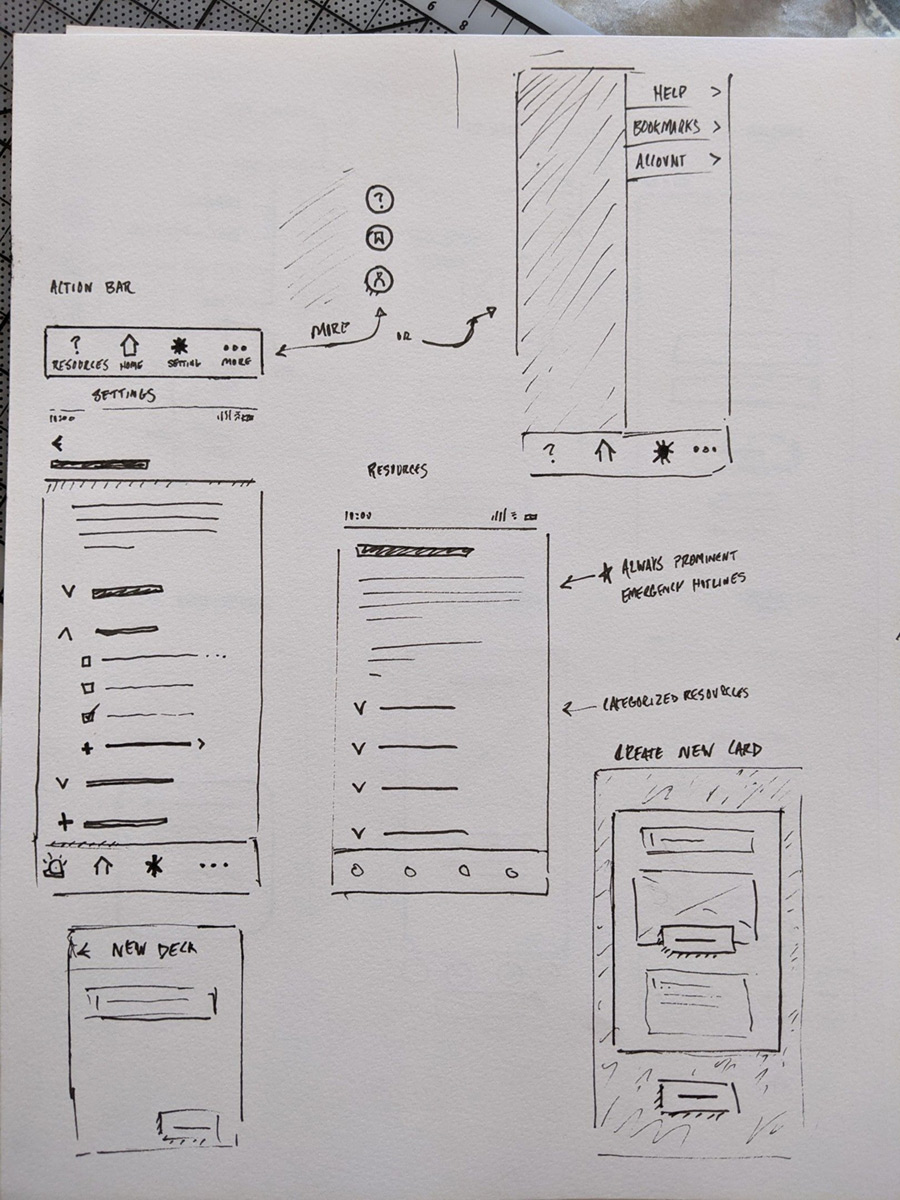 6 8
HELP >
BOOKMARKS >
ACCOUNT >
?
ACTION BAR
MORE
OR
?
RESOURCES HOME SETTING MORE
SETTINGS
10:00
?
RESOURCES
10:00
* ALWAYS PROMINENT
EMERGENCY HOTLINES
CATEGORIZED RESOURCES
CREATE NEW CARD
NEW DECK